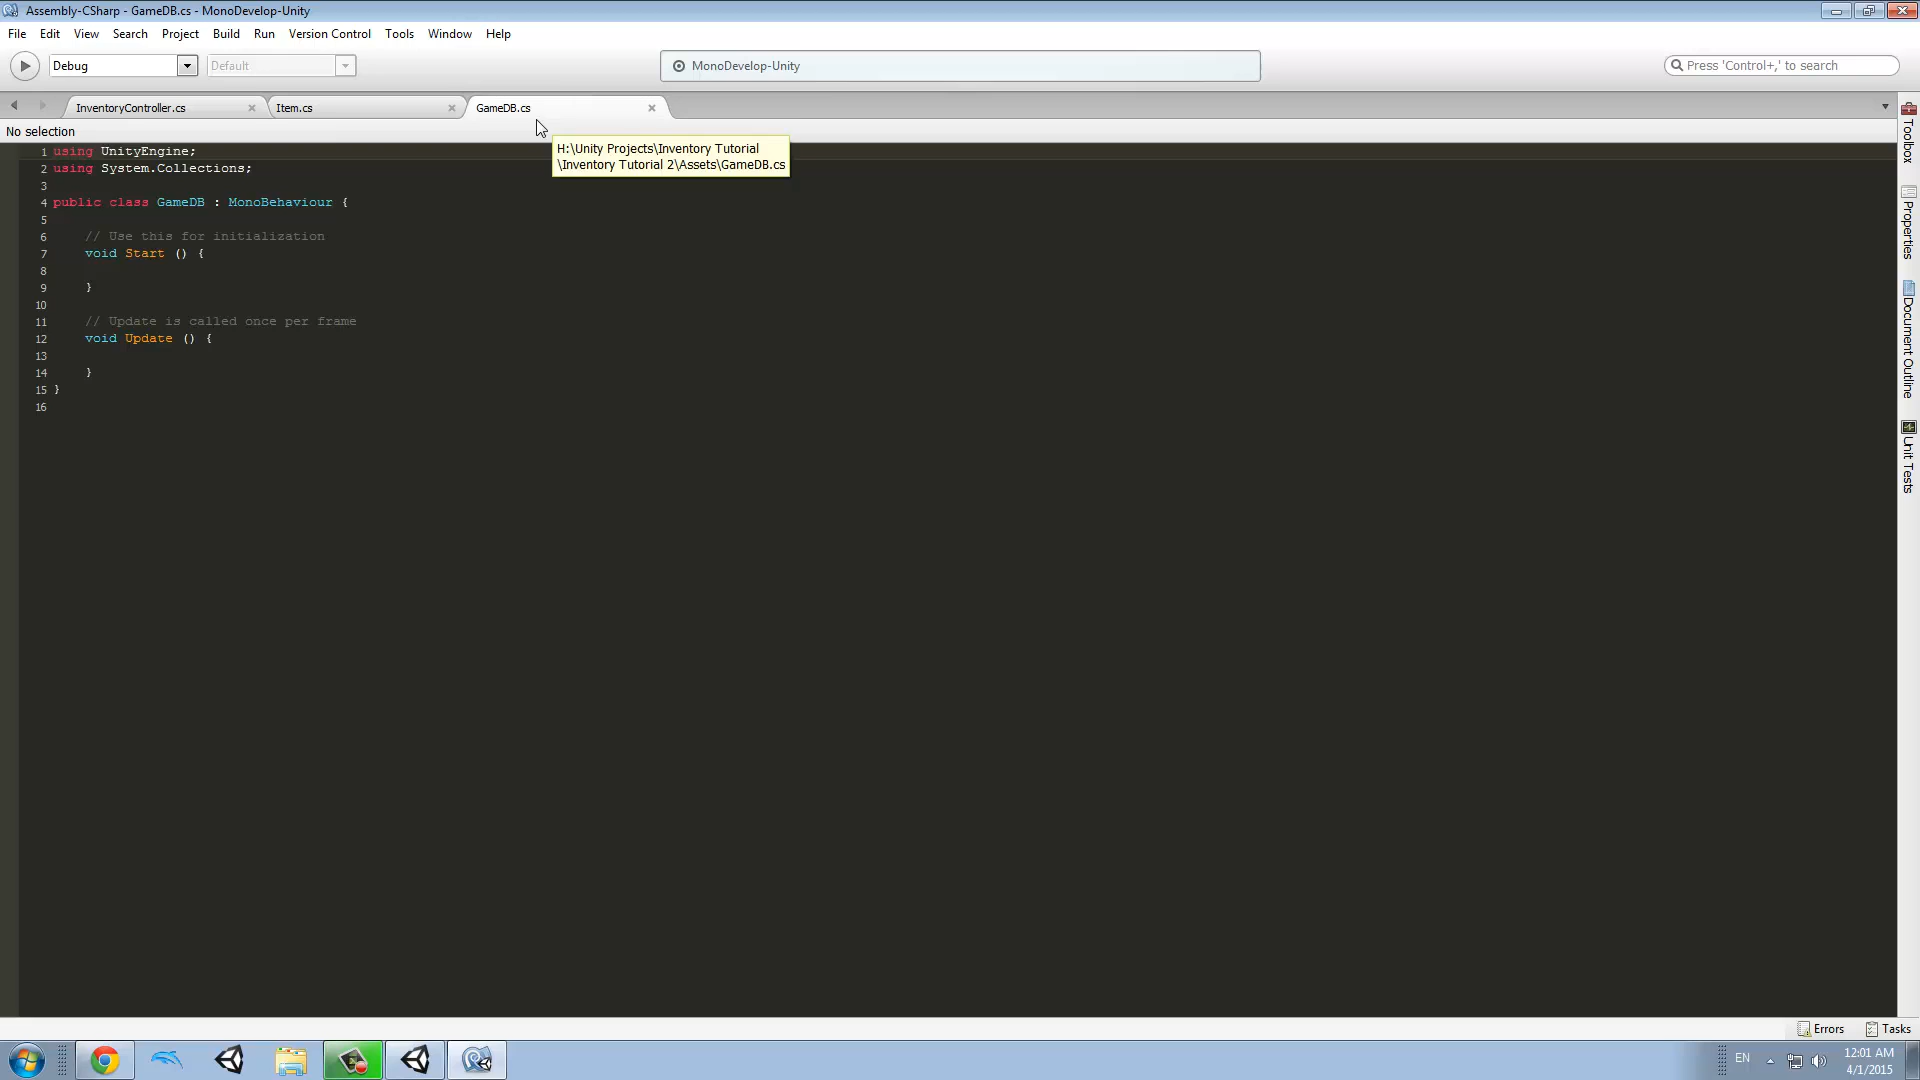 Assembly-CSharp - GameDB.cs - MonoDevelop-Unity
File Edit View Search Project Build Run Version Control Tools Window Help
Debug Default MonoDevelop-Unity Press 'Control+,' to search
InventoryController.cs Item.cs GameDB.cs
No selection
H:\Unity Projects\Inventory Tutorial
\Inventory Tutorial 2\Assets\GameDB.cs
1 using UnityEngine;
2 using System.Collections;
3
4 public class GameDB : MonoBehaviour {
5
6 // Use this for initialization
7 void Start () {
8
9 }
10
11 // Update is called once per frame
12 void Update () {
13
14 }
15 }
16
Toolbox
Properties
Document Outline
Unit Tests
Errors Tasks
EN 12:01 AM
4/1/2015